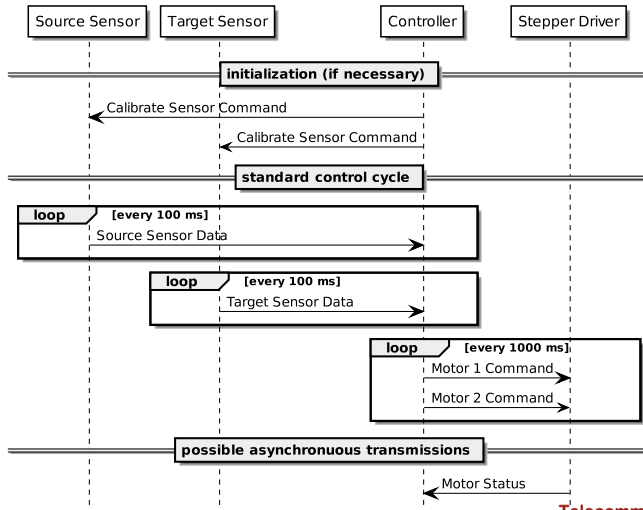 Source Sensor Target Sensor Controller Stepper Driver
initialization (if necessary)
Calibrate Sensor Command
Calibrate Sensor Command
standard control cycle
loop [every 100 ms]
Source Sensor Data
loop [every 100 ms]
Target Sensor Data
loop [every 1000 ms]
Motor 1 Command
Motor 2 Command
possible asynchronuous transmissions
Motor Status